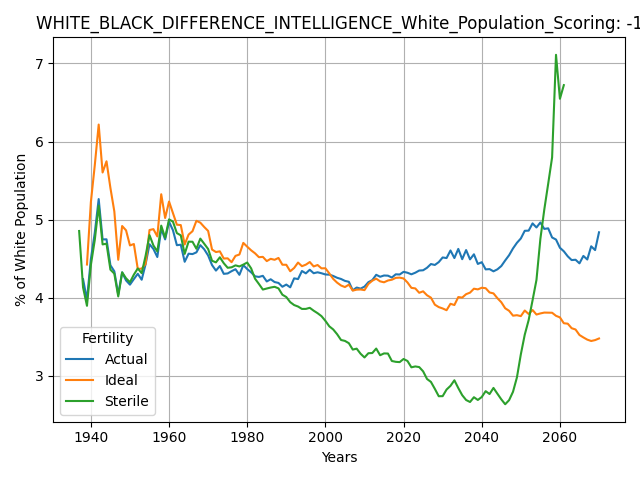 WHITE_BLACK_DIFFERENCE_INTELLIGENCE_White_Population_Scoring: -1
7
6
5
4
3
% of White Population
Fertility
Actual
Ideal
Sterile
1940
1960
1980
2000
2020
2040
2060
Years